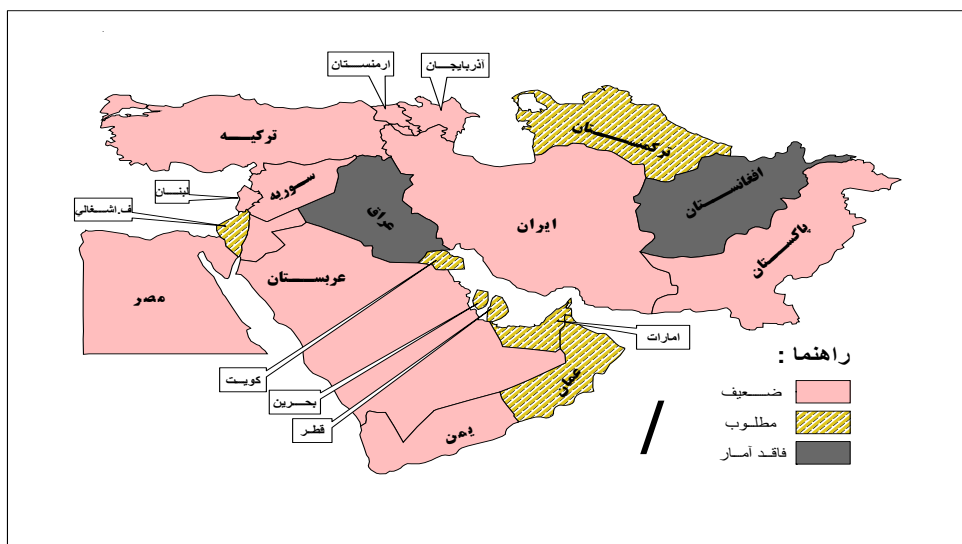 آذربایجان
ارمنستان
ترکیه
ترکمنستان
افغانستان
سوریه
لبنان
ف.اشغالی
عراق
ایران
پاکستان
عربستان
مصر
امارات
کویت
بحرین
قطر
عمان
یمن
راهنما :
ضعیف
مطلوب
فاقد آمار
/